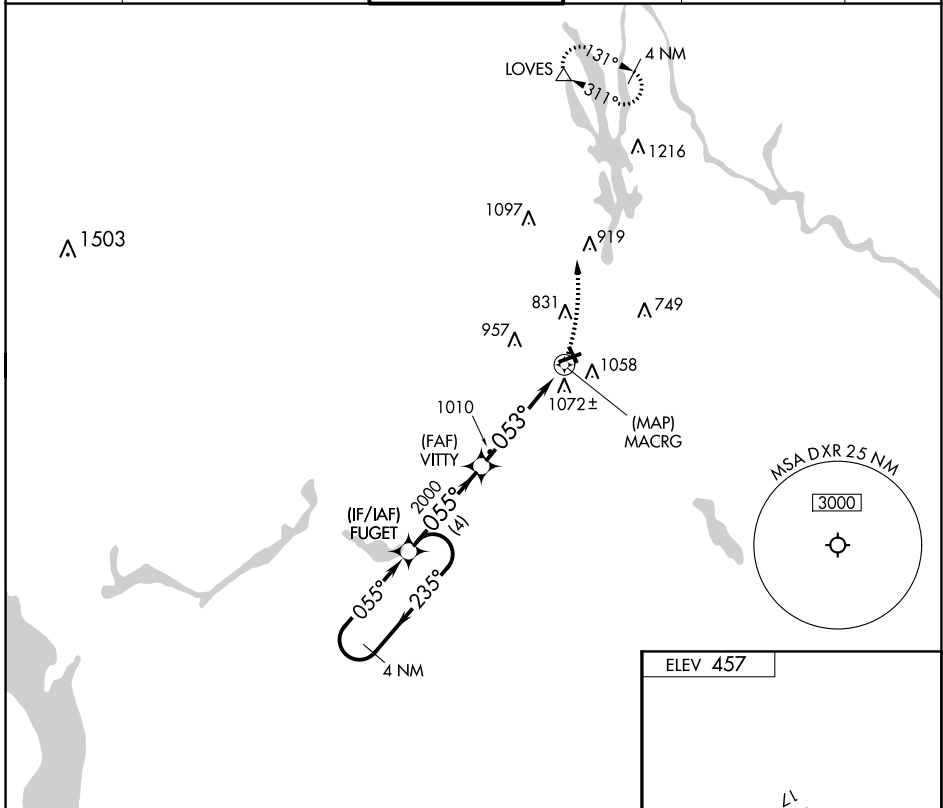 131°
4 NM
LOVES
311°
1216
1097
919
1503
831
749
957
1058
1072±
1010
053°
(MAP)
MACRG
(FAF)
VITTY
MSA DXR 25 NM
2000
055°
(4)
3000
(IF/IAF)
FUGET
055°
235°
4 NM
ELEV 457
17